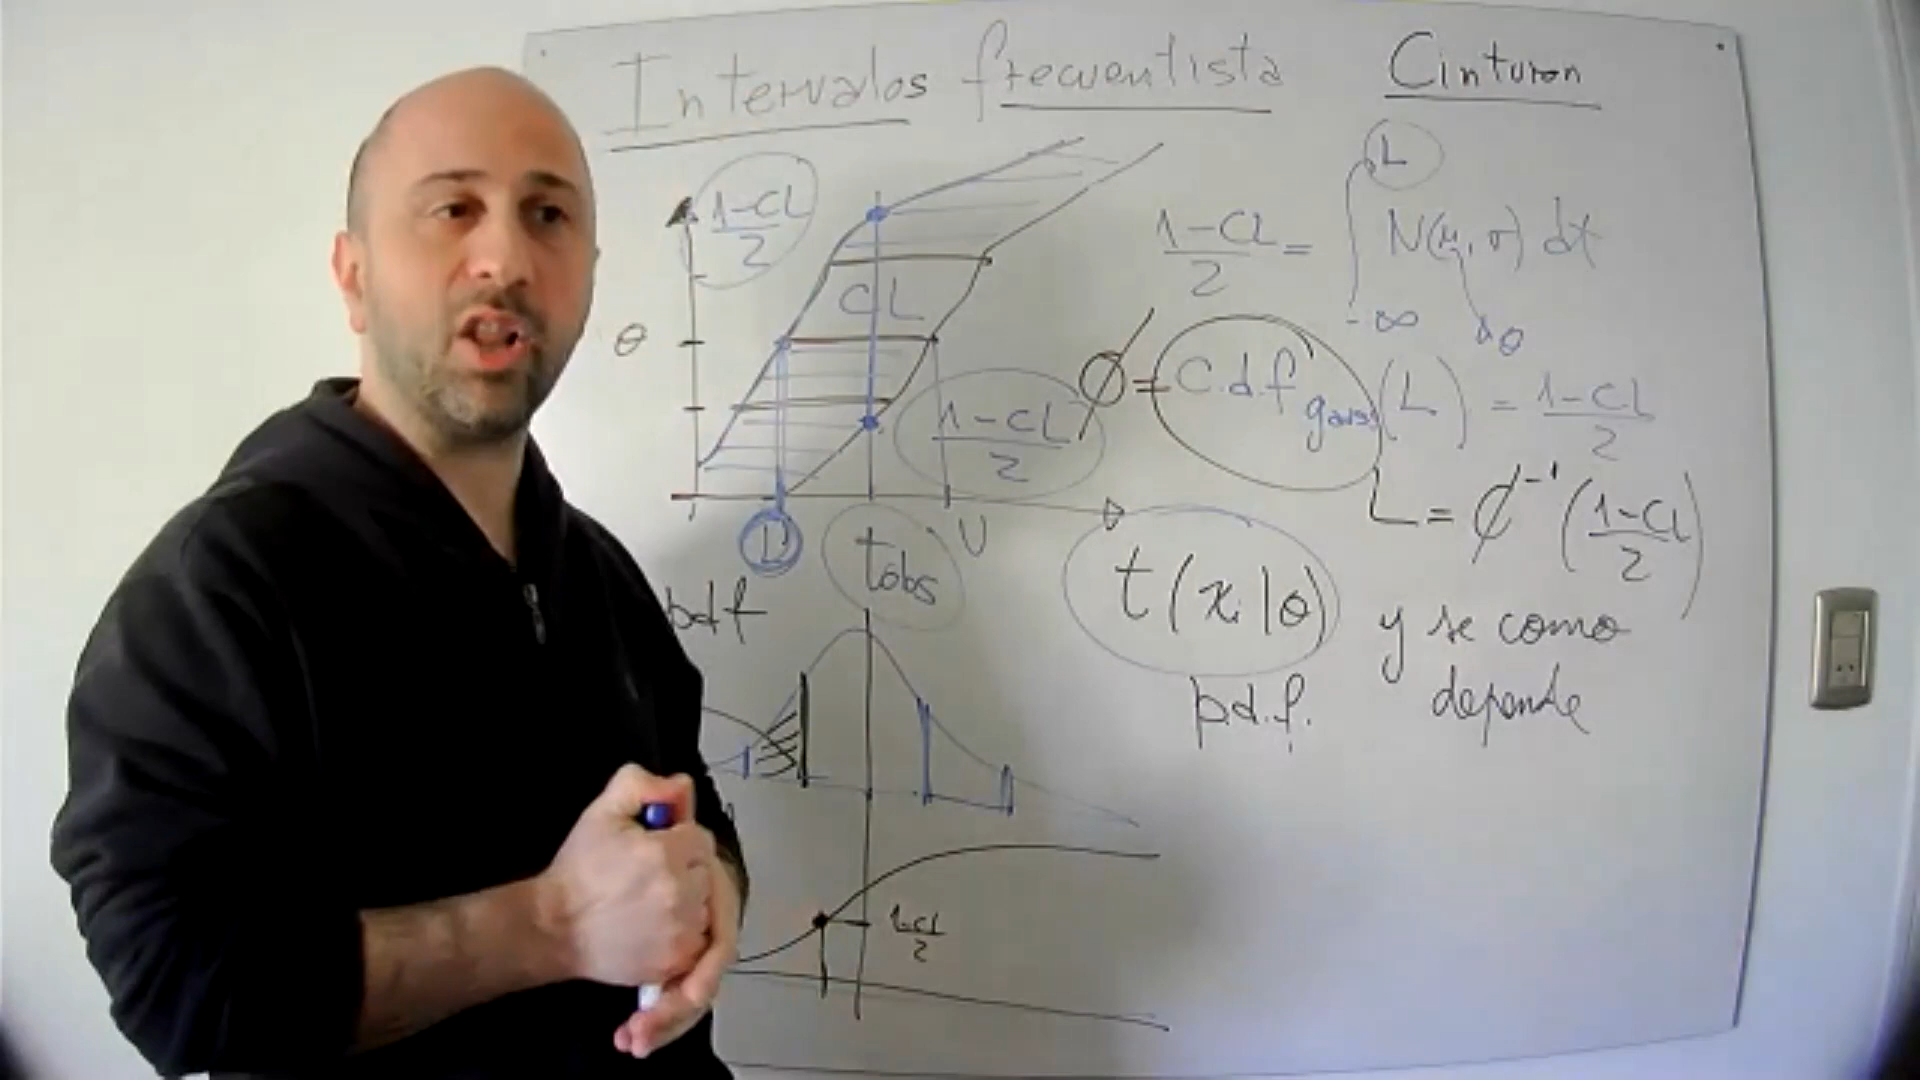 Intervalos frecuentista
Cinturon
1-CL/2
CL
θ
1-CL/2
L
tobs
U
t(xi|θ)
p.d.f.
pdf
1-CL/2
1-CL/2 = ∫_{-∞}^{L} N(μ,σ) dt
θ
ϕ = c.d.f gauss (L) = 1-CL/2
L = ϕ⁻¹(1-CL/2)
y se como
depende